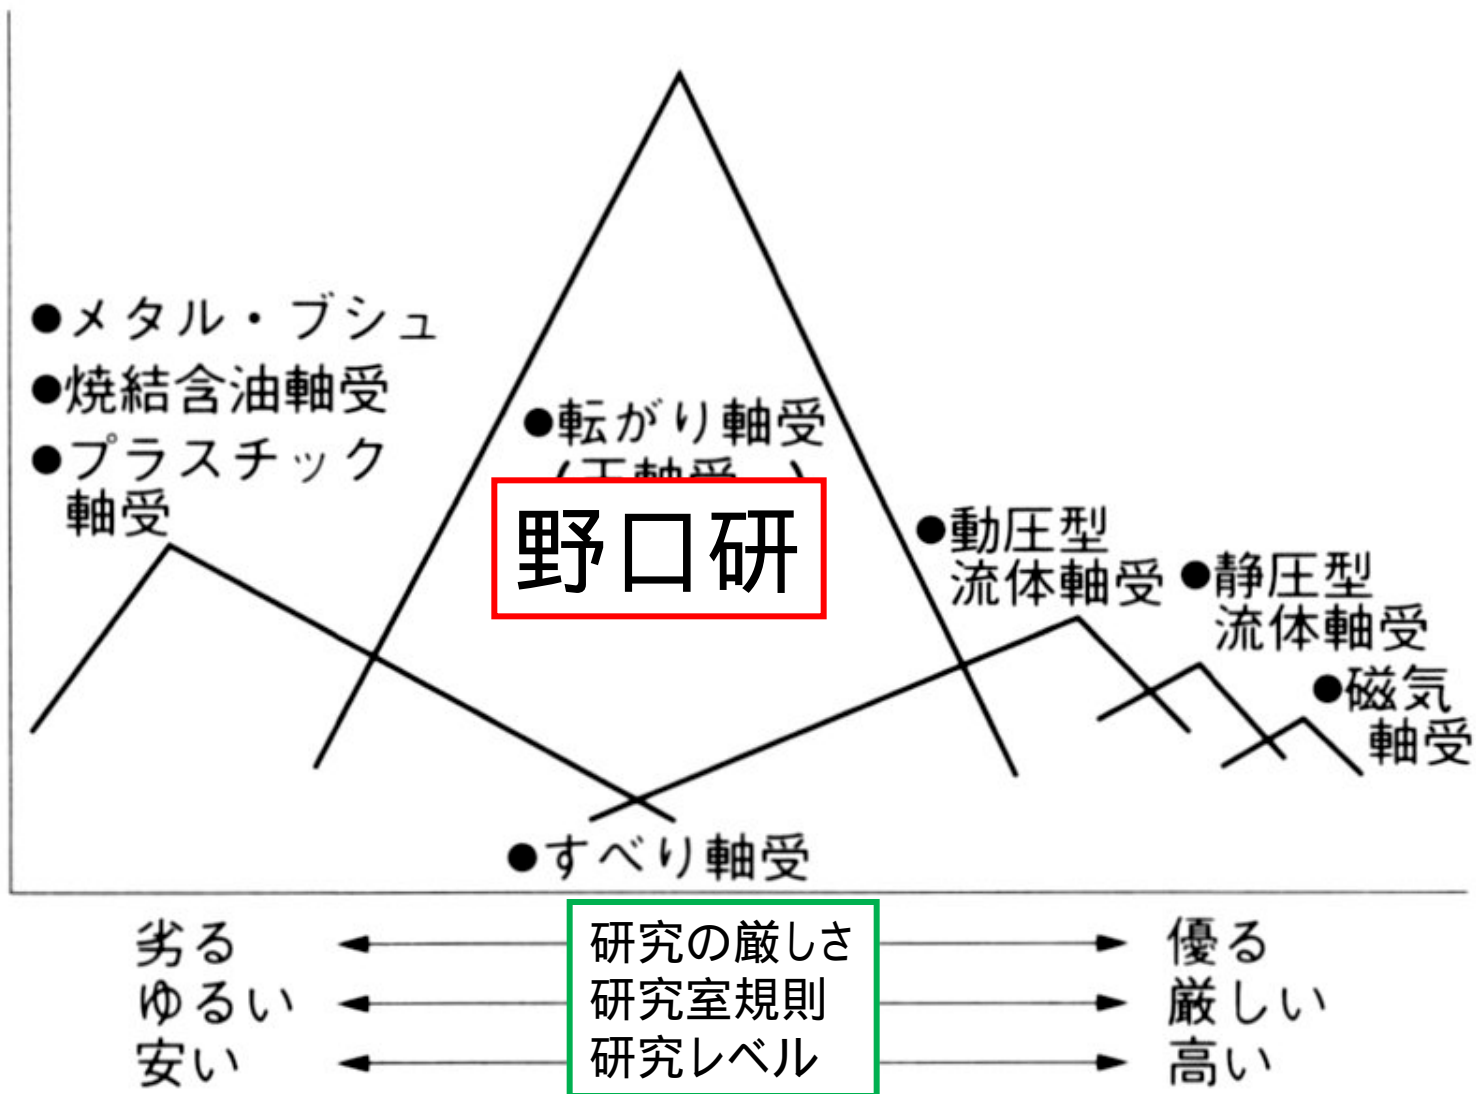 ●メタル・ブシュ
●焼結含油軸受
●プラスチック
軸受
●転がり軸受
野口研
●動圧型
流体軸受
●静圧型
流体軸受
●磁気
軸受
●すべり軸受
劣る 研究の厳しさ 優る
ゆるい 研究室規則 厳しい
安い 研究レベル 高い